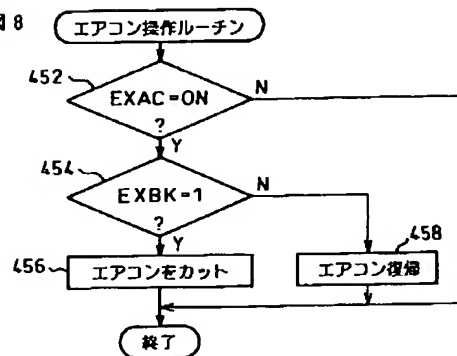 図8
エアコン操作ルーチン
452
EXAC=ON
?
N
Y
454
EXBK=1
?
N
Y
456
エアコンをカット
458
エアコン復帰
終了